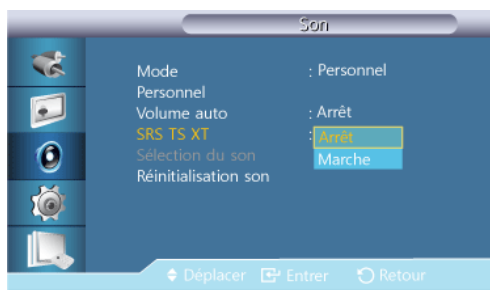 Son
Mode : Personnel
Personnel
Volume auto : Arrêt
SRS TS XT : Arrêt
Marche
Sélection du son
Réinitialisation son
Déplacer Entrer Retour